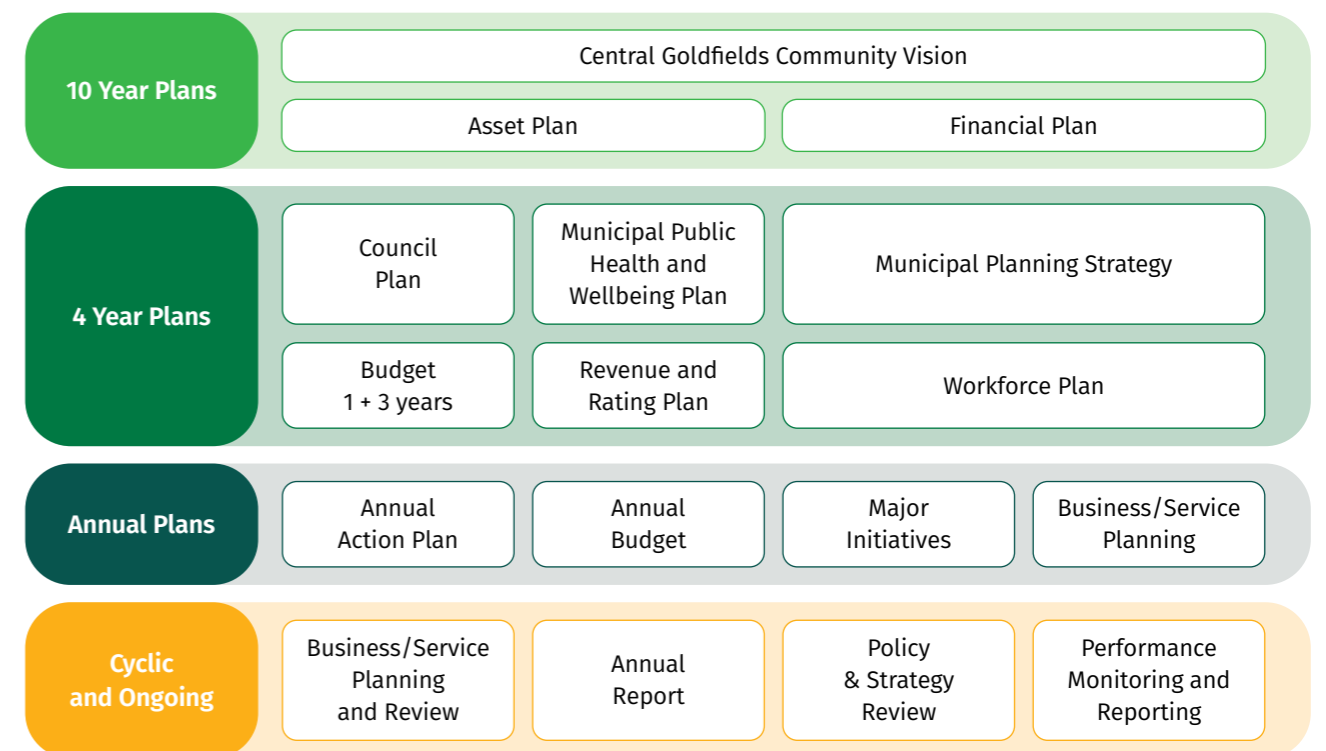 10 Year Plans
Central Goldfields Community Vision
Asset Plan
Financial Plan
4 Year Plans
Council
Plan
Municipal Public
Health and
Wellbeing Plan
Municipal Planning Strategy
Budget
1 + 3 years
Revenue and
Rating Plan
Workforce Plan
Annual Plans
Annual
Action Plan
Annual
Budget
Major
Initiatives
Business/Service
Planning
Cyclic
and Ongoing
Business/Service
Planning
and Review
Annual
Report
Policy
& Strategy
Review
Performance
Monitoring and
Reporting